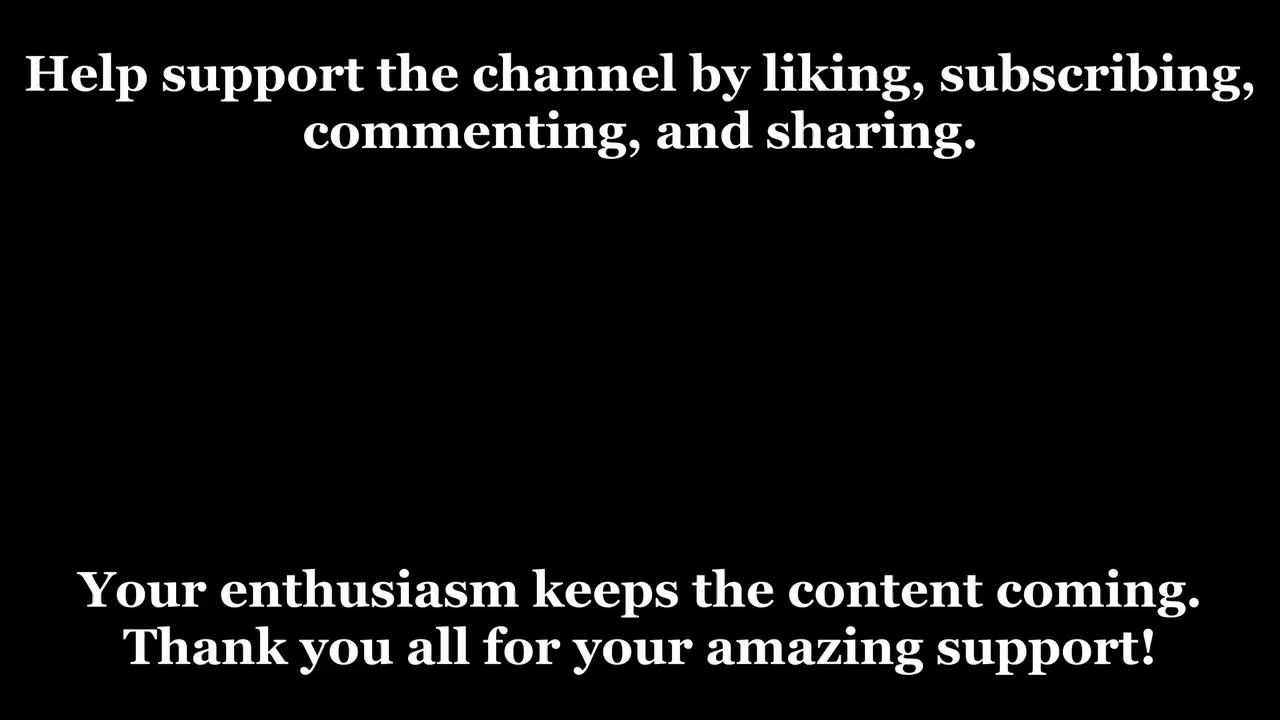 Help support the channel by liking, subscribing,
commenting, and sharing.
Your enthusiasm keeps the content coming.
Thank you all for your amazing support!